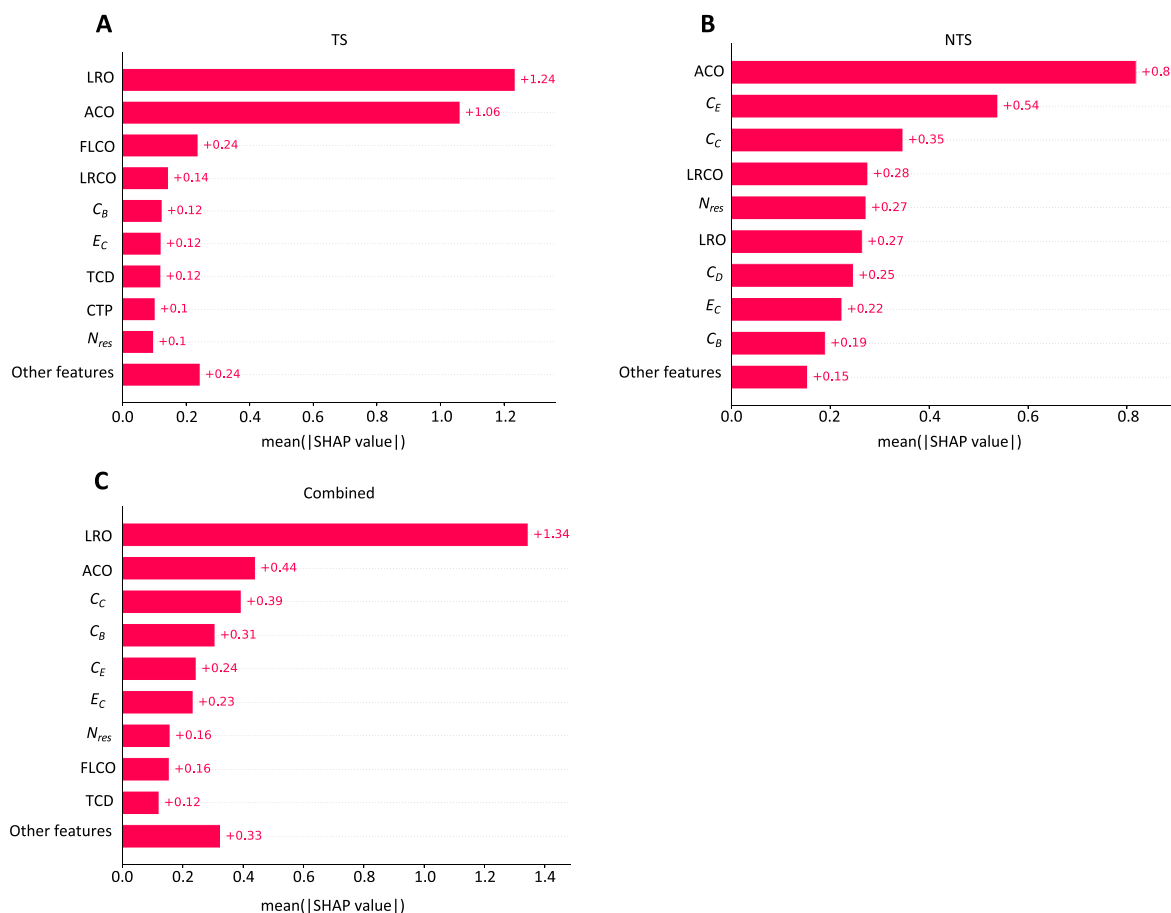 A
TS
LRO +1.24
ACO +1.06
FLCO +0.24
LRCO +0.14
C_B +0.12
E_C +0.12
TCD +0.12
CTP +0.1
N_res +0.1
Other features +0.24
0.0 0.2 0.4 0.6 0.8 1.0 1.2
mean(|SHAP value|)
B
NTS
ACO +0.8
C_E +0.54
C_C +0.35
LRCO +0.28
N_res +0.27
LRO +0.27
C_D +0.25
E_C +0.22
C_B +0.19
Other features +0.15
0.0 0.2 0.4 0.6 0.8
mean(|SHAP value|)
C
Combined
LRO +1.34
ACO +0.44
C_C +0.39
C_B +0.31
C_E +0.24
E_C +0.23
N_res +0.16
FLCO +0.16
TCD +0.12
Other features +0.33
0.0 0.2 0.4 0.6 0.8 1.0 1.2 1.4
mean(|SHAP value|)